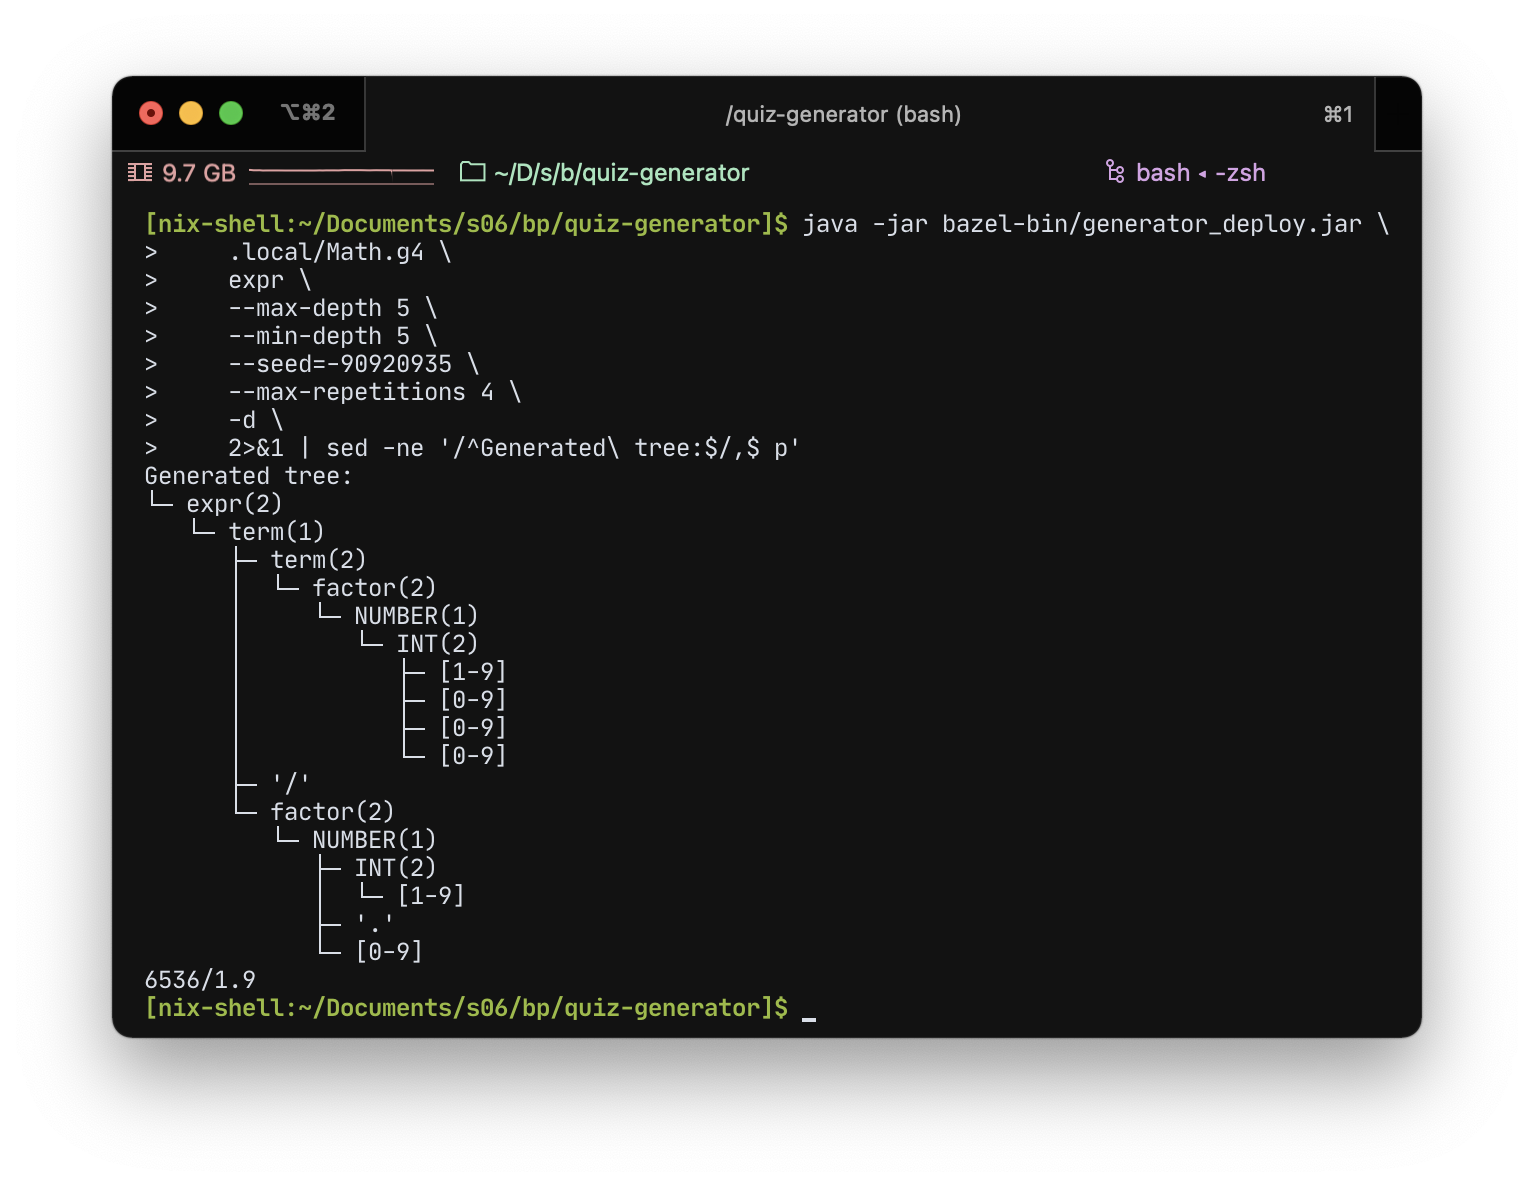 ⌥⌘2 /quiz-generator (bash) ⌘1
9.7 GB ~/D/s/b/quiz-generator bash ◂ -zsh
[nix-shell:~/Documents/s06/bp/quiz-generator]$ java -jar bazel-bin/generator_deploy.jar \
>     .local/Math.g4 \
>     expr \
>     --max-depth 5 \
>     --min-depth 5 \
>     --seed=-90920935 \
>     --max-repetitions 4 \
>     -d \
>     2>&1 | sed -ne '/^Generated\ tree:$/,$ p'
Generated tree:
└─ expr(2)
   └─ term(1)
      ├─ term(2)
      │  └─ factor(2)
      │     └─ NUMBER(1)
      │        └─ INT(2)
      │           ├─ [1-9]
      │           ├─ [0-9]
      │           ├─ [0-9]
      │           └─ [0-9]
      ├─ '/'
      └─ factor(2)
         └─ NUMBER(1)
            ├─ INT(2)
            │  └─ [1-9]
            ├─ '.'
            └─ [0-9]
6536/1.9
[nix-shell:~/Documents/s06/bp/quiz-generator]$ _